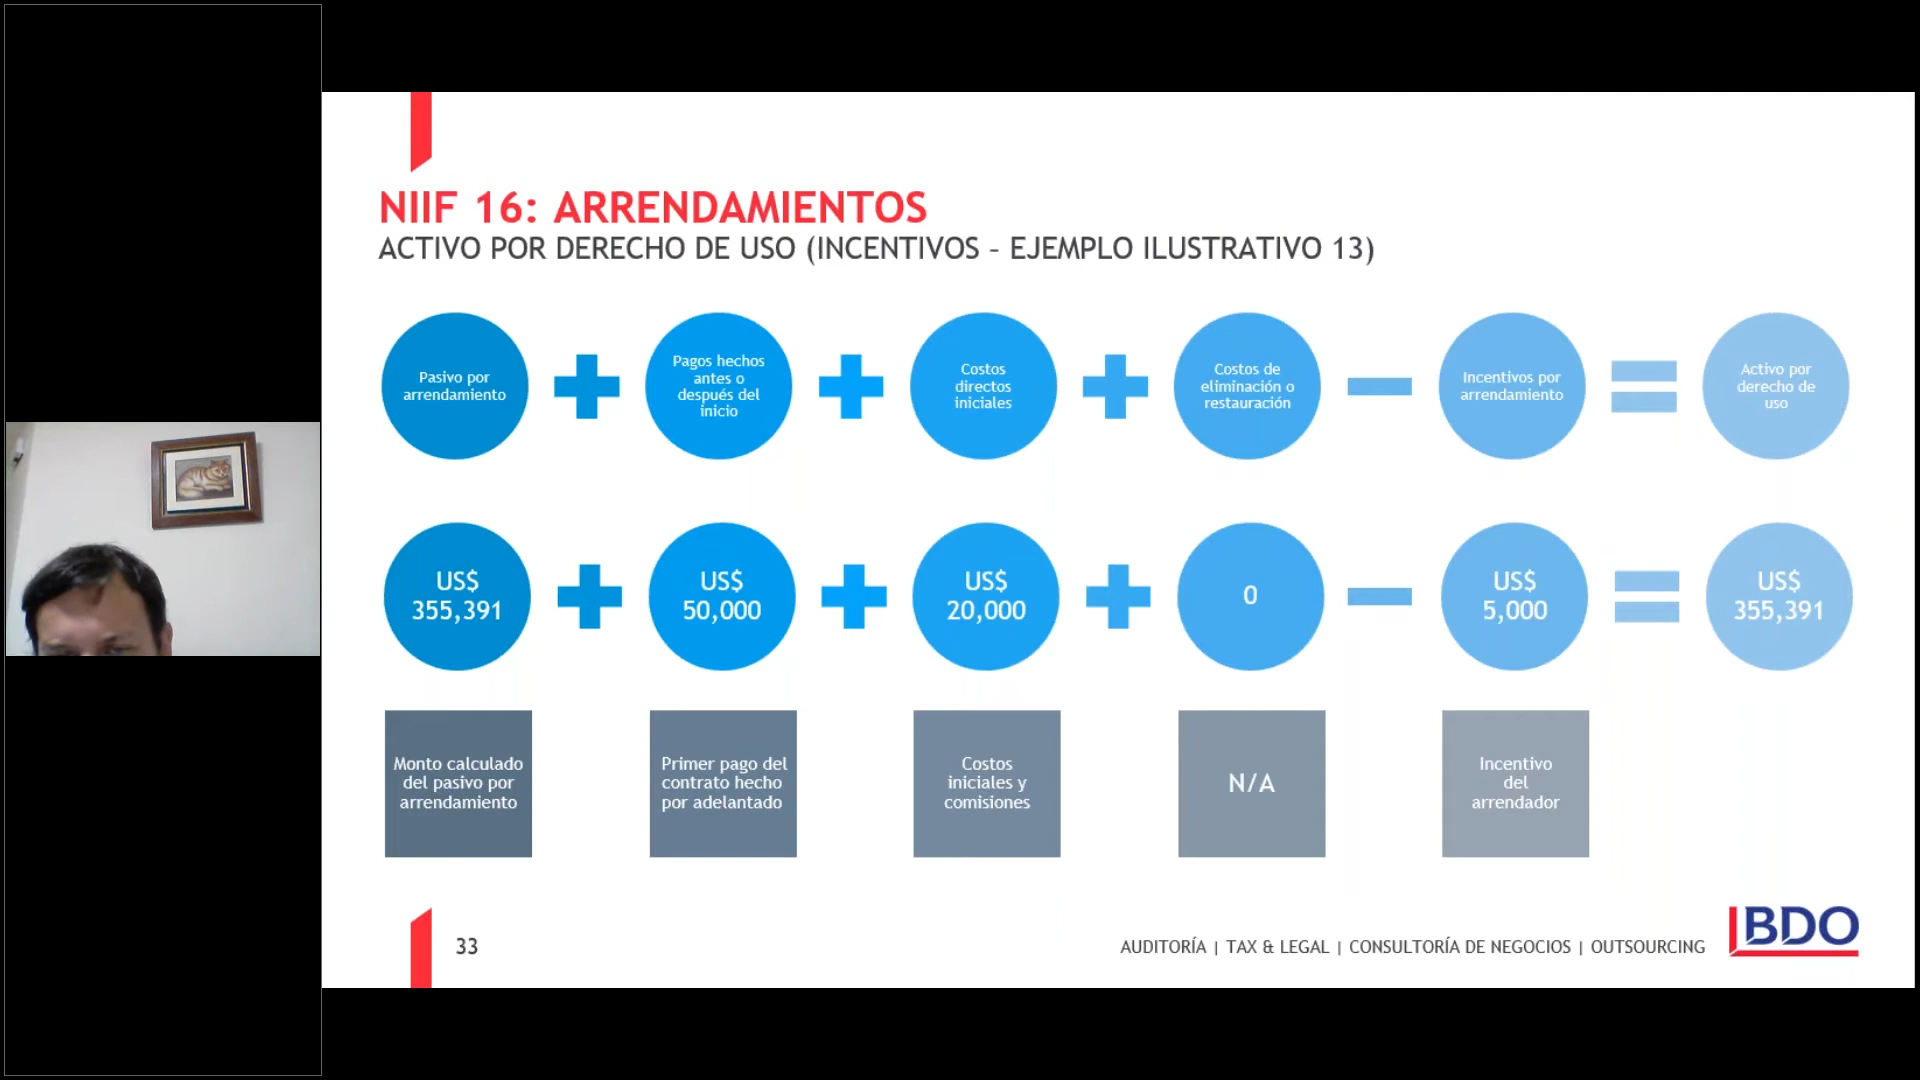 NIIF 16: ARRENDAMIENTOS
ACTIVO POR DERECHO DE USO (INCENTIVOS – EJEMPLO ILUSTRATIVO 13)
Pasivo por
arrendamiento
Pagos hechos
antes o
después del
inicio
Costos
directos
iniciales
Costos de
eliminación o
restauración
Incentivos por
arrendamiento
Activo por
derecho de
uso
US$
355,391
US$
50,000
US$
20,000
0
US$
5,000
US$
355,391
Monto calculado
del pasivo por
arrendamiento
Primer pago del
contrato hecho
por adelantado
Costos
iniciales y
comisiones
N/A
Incentivo
del
arrendador
33
AUDITORÍA | TAX & LEGAL | CONSULTORÍA DE NEGOCIOS | OUTSOURCING
BDO